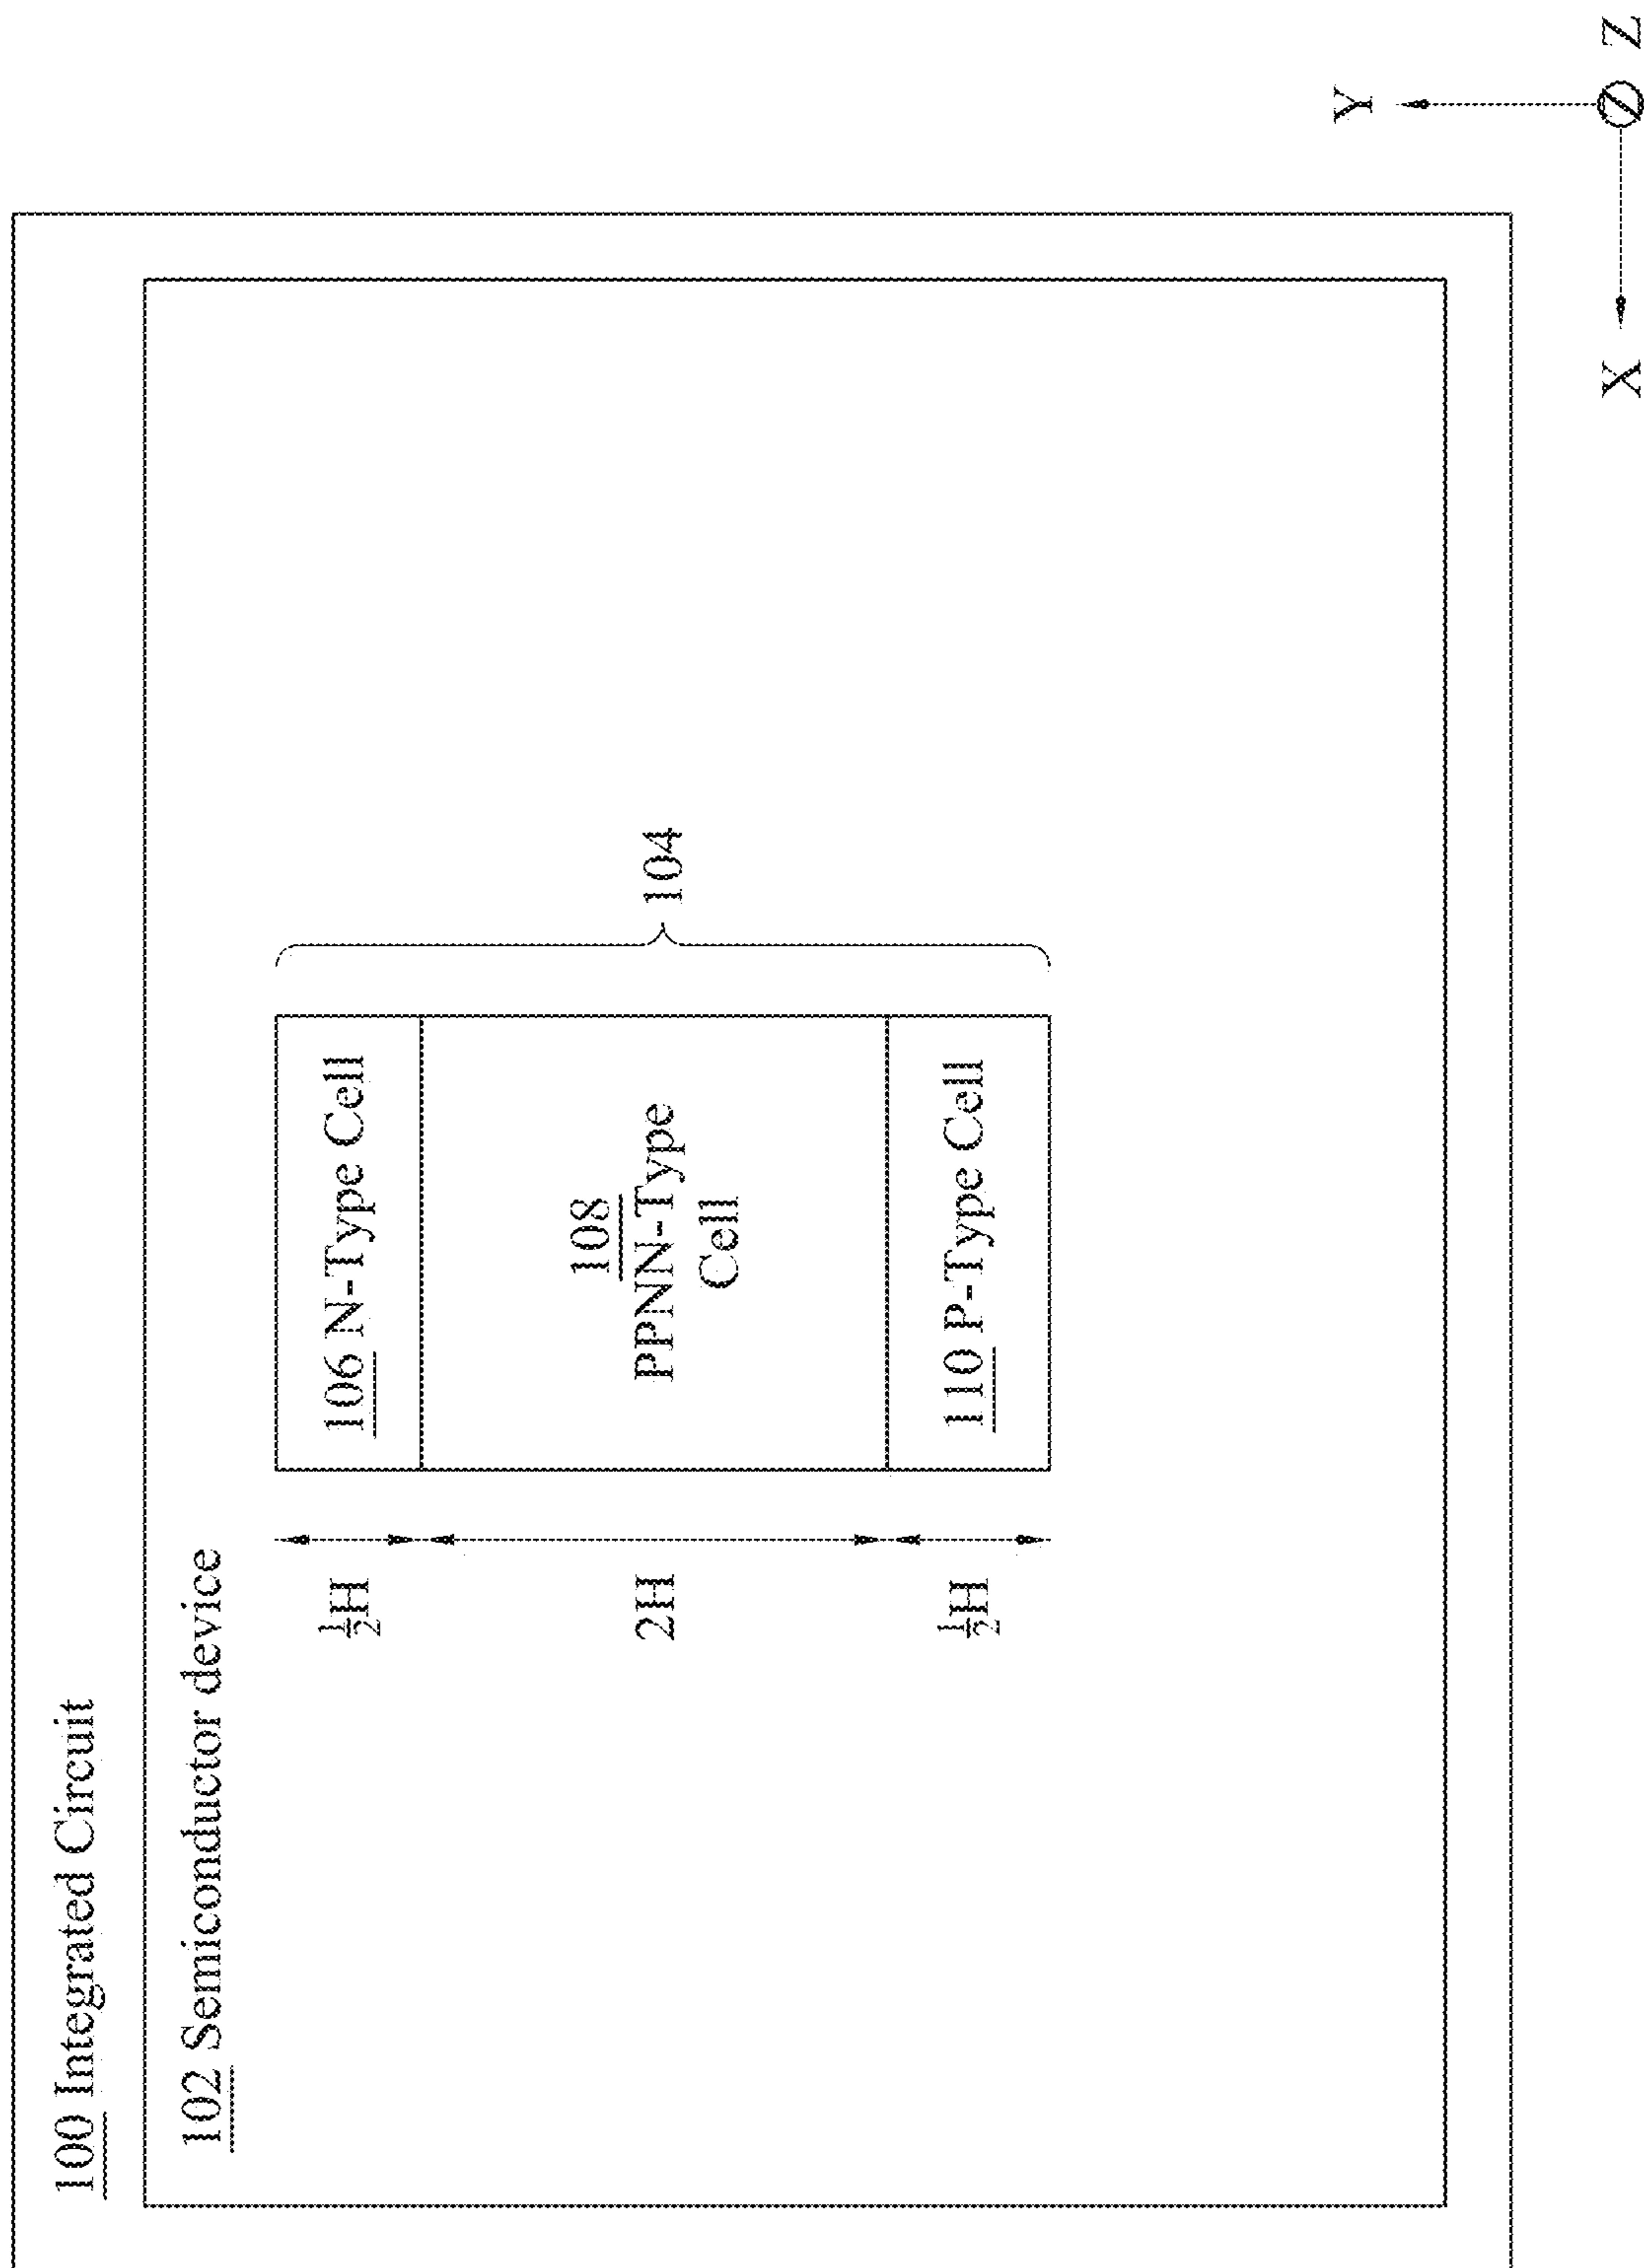 100 Integrated Circuit
102 Semiconductor device
½H
106 N-Type Cell
2H
108
PPNN-Type
Cell
104
½H
110 P-Type Cell
Y
X
Z